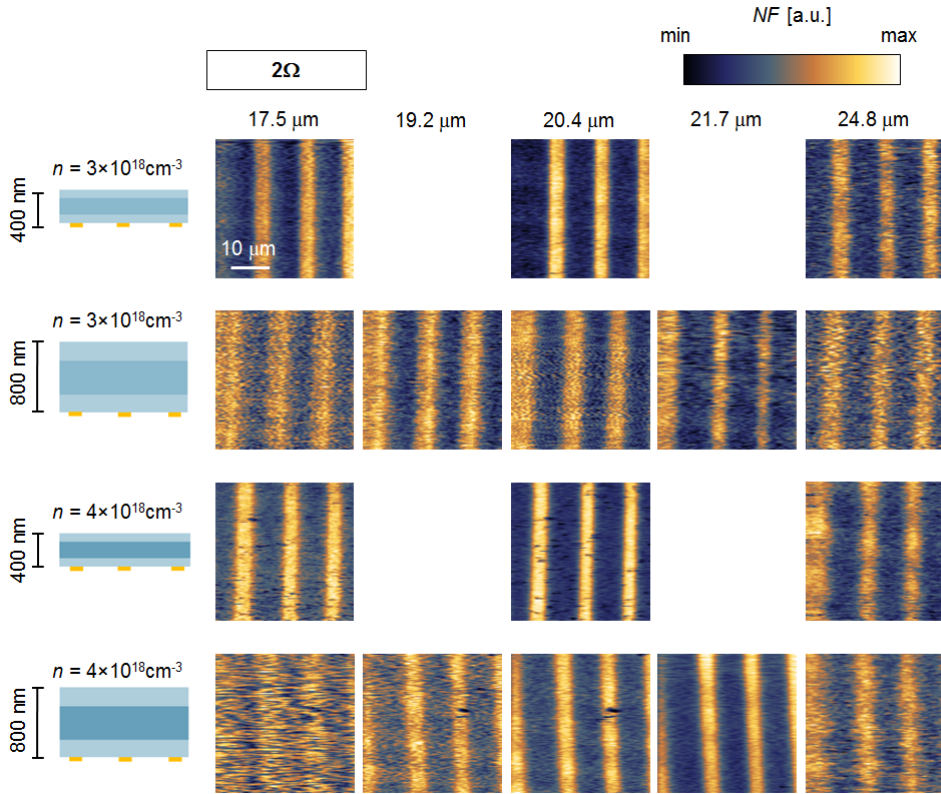 NF [a.u.]
min max
2Ω
17.5 μm 19.2 μm 20.4 μm 21.7 μm 24.8 μm
n = 3×10¹⁸cm⁻³
400 nm
10 μm
n = 3×10¹⁸cm⁻³
800 nm
n = 4×10¹⁸cm⁻³
400 nm
n = 4×10¹⁸cm⁻³
800 nm